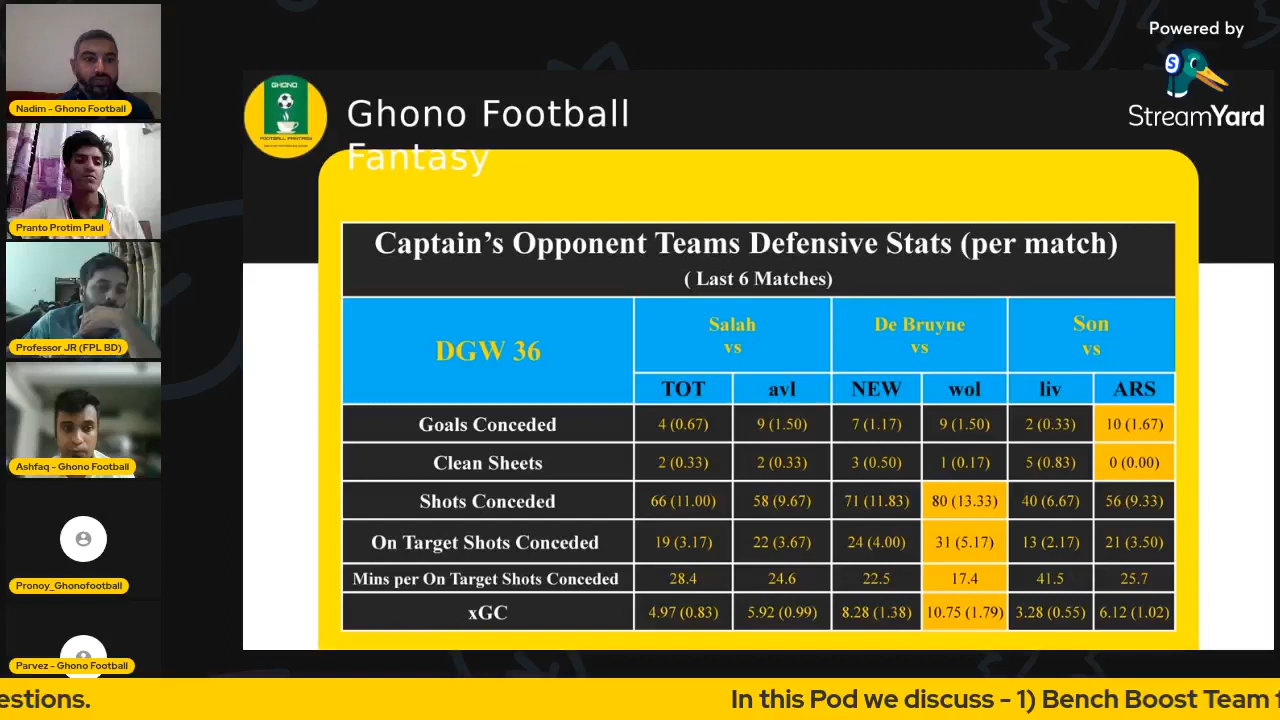 Powered by
StreamYard
Nadim - Ghono Football
Pranto Protim Paul
Professor JR (FPL BD)
Ashfaq - Ghono Football
Pronoy_Ghonofootball
Parvez - Ghono Football
GHONO
Ghono Football
Fantasy
Captain's Opponent Teams Defensive Stats (per match)
( Last 6 Matches)
DGW 36
Salah
vs
De Bruyne
vs
Son
vs
TOT avl NEW wol liv ARS
Goals Conceded 4 (0.67) 9 (1.50) 7 (1.17) 9 (1.50) 2 (0.33) 10 (1.67)
Clean Sheets 2 (0.33) 2 (0.33) 3 (0.50) 1 (0.17) 5 (0.83) 0 (0.00)
Shots Conceded 66 (11.00) 58 (9.67) 71 (11.83) 80 (13.33) 40 (6.67) 56 (9.33)
On Target Shots Conceded 19 (3.17) 22 (3.67) 24 (4.00) 31 (5.17) 13 (2.17) 21 (3.50)
Mins per On Target Shots Conceded 28.4 24.6 22.5 17.4 41.5 25.7
xGC 4.97 (0.83) 5.92 (0.99) 8.28 (1.38) 10.75 (1.79) 3.28 (0.55) 6.12 (1.02)
estions. In this Pod we discuss - 1) Bench Boost Team